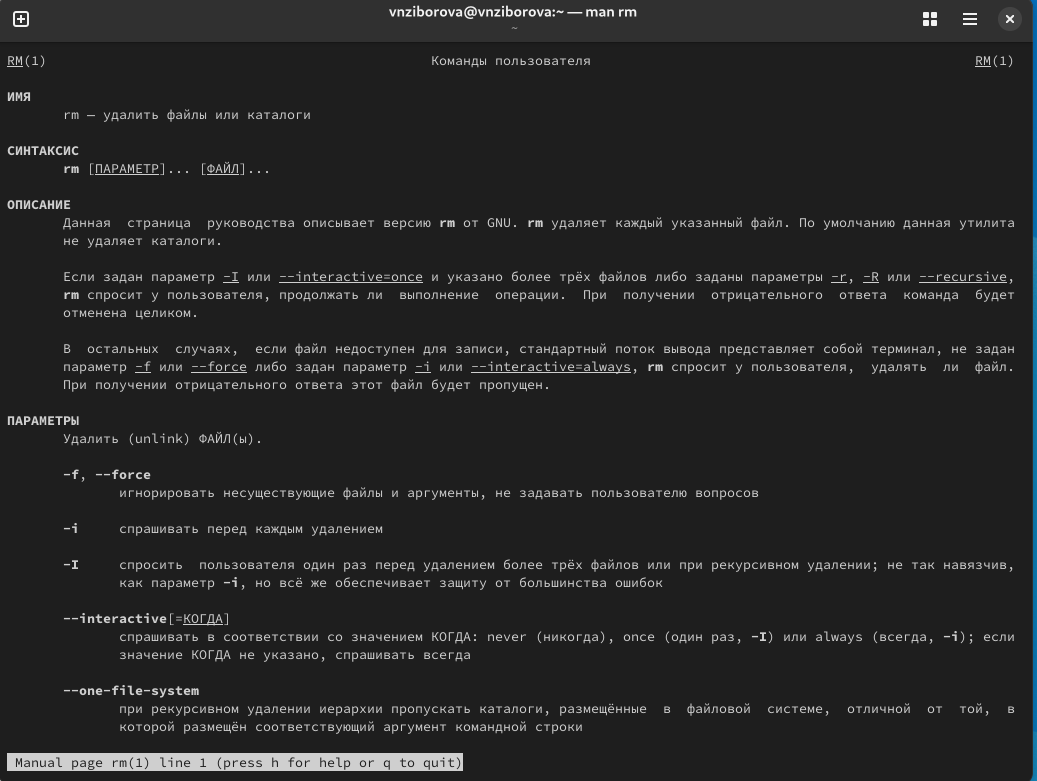 vnziborova@vnziborova:~ — man rm
~
RM(1) Команды пользователя RM(1)
ИМЯ
rm — удалить файлы или каталоги
СИНТАКСИС
rm [ПАРАМЕТР]... [ФАЙЛ]...
ОПИСАНИЕ
Данная страница руководства описывает версию rm от GNU. rm удаляет каждый указанный файл. По умолчанию данная утилита
не удаляет каталоги.
Если задан параметр -I или --interactive=once и указано более трёх файлов либо заданы параметры -r, -R или --recursive,
rm спросит у пользователя, продолжать ли выполнение операции. При получении отрицательного ответа команда будет
отменена целиком.
В остальных случаях, если файл недоступен для записи, стандартный поток вывода представляет собой терминал, не задан
параметр -f или --force либо задан параметр -i или --interactive=always, rm спросит у пользователя, удалять ли файл.
При получении отрицательного ответа этот файл будет пропущен.
ПАРАМЕТРЫ
Удалить (unlink) ФАЙЛ(ы).
-f, --force
игнорировать несуществующие файлы и аргументы, не задавать пользователю вопросов
-i спрашивать перед каждым удалением
-I спросить пользователя один раз перед удалением более трёх файлов или при рекурсивном удалении; не так навязчив,
как параметр -i, но всё же обеспечивает защиту от большинства ошибок
--interactive[=КОГДА]
спрашивать в соответствии со значением КОГДА: never (никогда), once (один раз, -I) или always (всегда, -i); если
значение КОГДА не указано, спрашивать всегда
--one-file-system
при рекурсивном удалении иерархии пропускать каталоги, размещённые в файловой системе, отличной от той, в
которой размещён соответствующий аргумент командной строки
Manual page rm(1) line 1 (press h for help or q to quit)